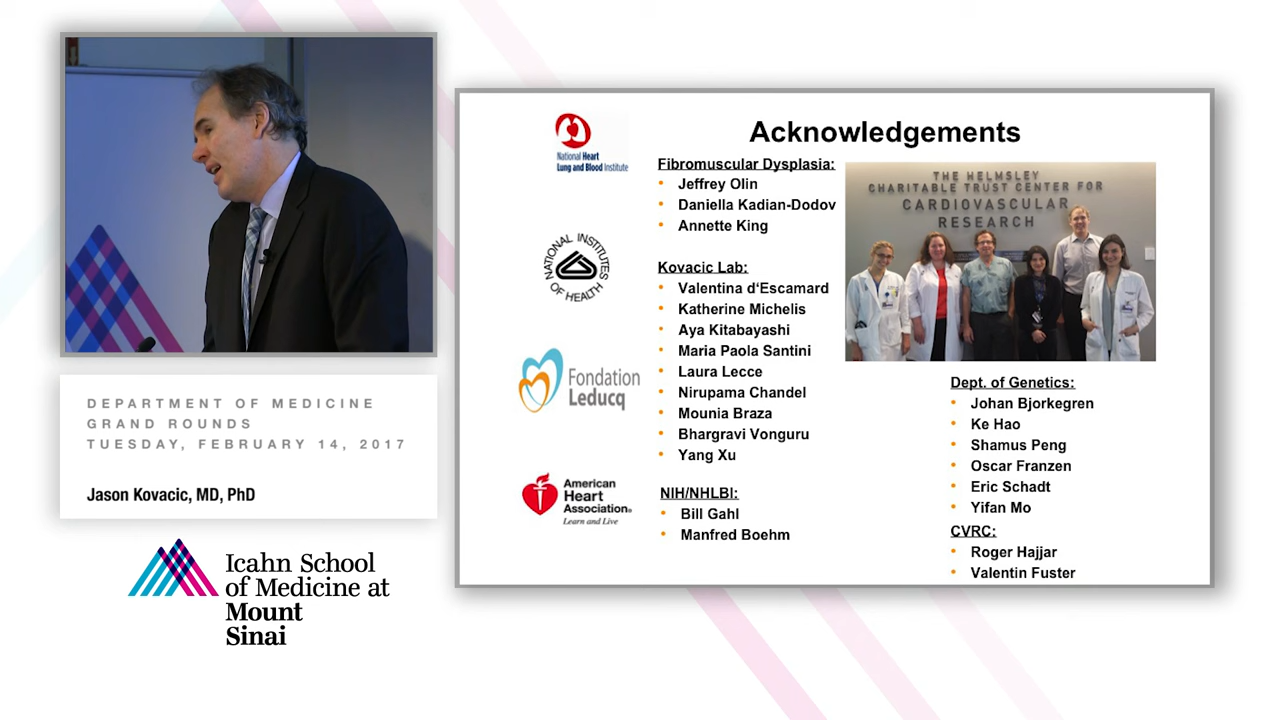 DEPARTMENT OF MEDICINE
GRAND ROUNDS
TUESDAY, FEBRUARY 14, 2017
Jason Kovacic, MD, PhD
Icahn School
of Medicine at
Mount
Sinai
Acknowledgements
National Heart
Lung and Blood Institute
NATIONAL INSTITUTES
OF HEALTH
Fondation
Leducq
American
Heart
Association®
Learn and Live
Fibromuscular Dysplasia:
• Jeffrey Olin
• Daniella Kadian-Dodov
• Annette King
Kovacic Lab:
• Valentina d'Escamard
• Katherine Michelis
• Aya Kitabayashi
• Maria Paola Santini
• Laura Lecce
• Nirupama Chandel
• Mounia Braza
• Bhargravi Vonguru
• Yang Xu
NIH/NHLBI:
• Bill Gahl
• Manfred Boehm
THE HELMSLEY
CHARITABLE TRUST CENTER FOR
CARDIOVASCULAR
RESEARCH
Dept. of Genetics:
• Johan Bjorkegren
• Ke Hao
• Shamus Peng
• Oscar Franzen
• Eric Schadt
• Yifan Mo
CVRC:
• Roger Hajjar
• Valentin Fuster